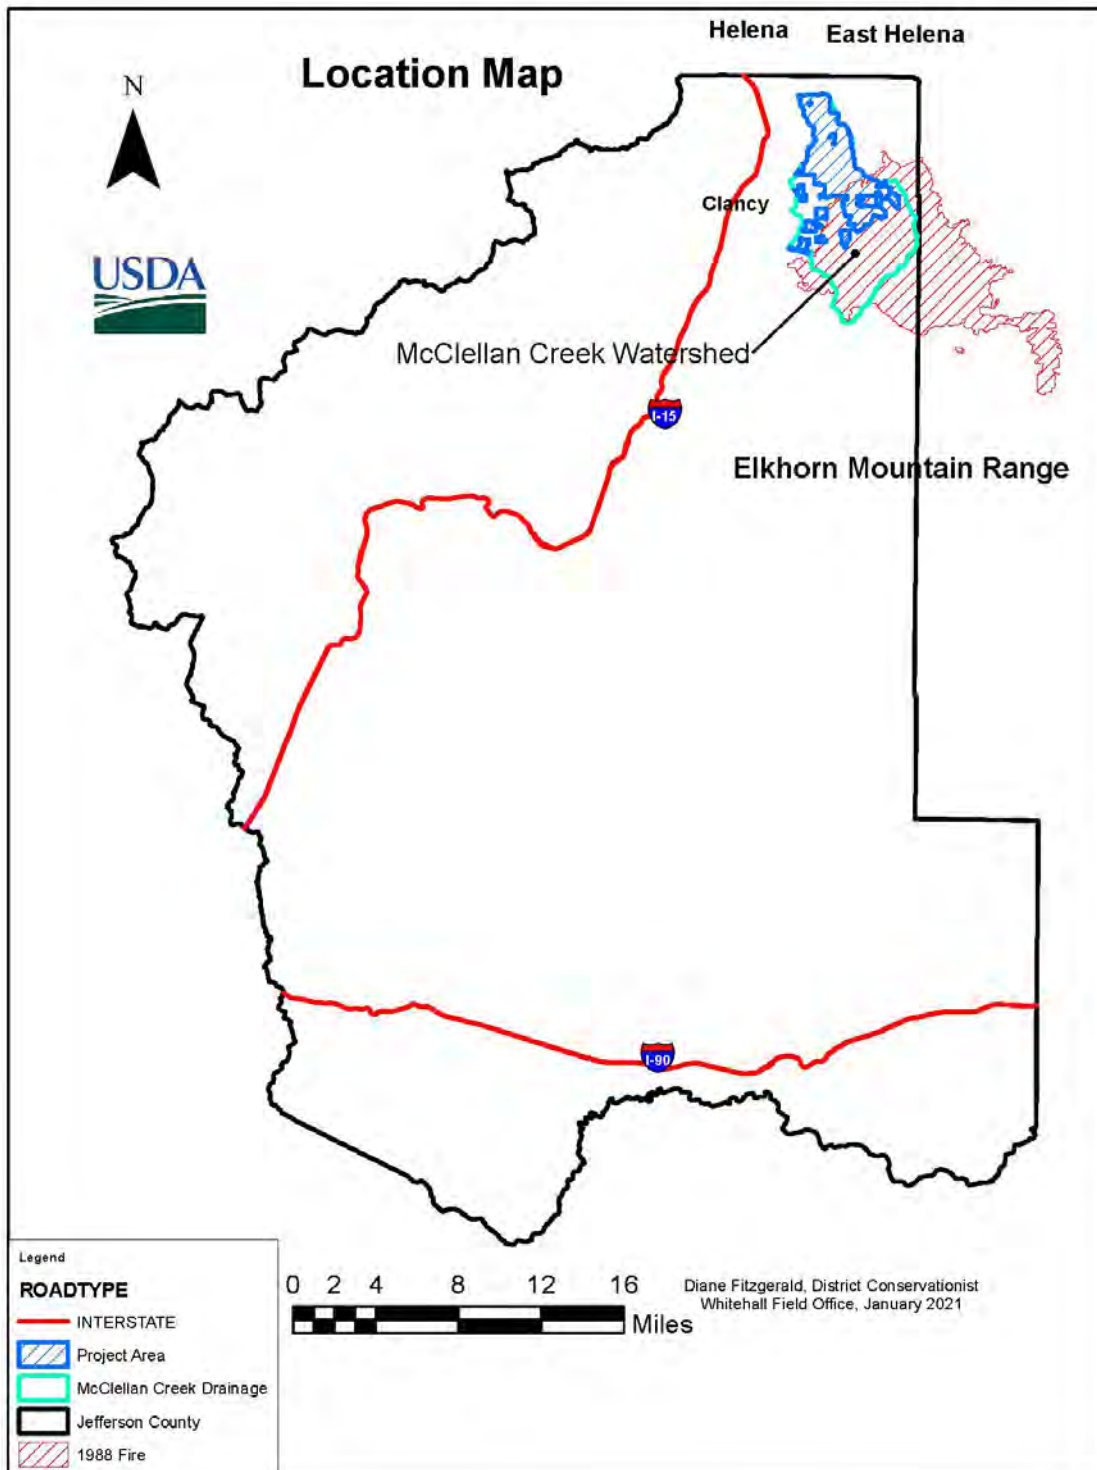 Helena
East Helena
Location Map
N
Clancy
USDA
McClellan Creek Watershed
I-15
Elkhorn Mountain Range
I-90
Legend
ROADTYPE
INTERSTATE
Project Area
McClellan Creek Drainage
Jefferson County
1988 Fire
0 2 4 8 12 16
Miles
Diane Fitzgerald, District Conservationist
Whitehall Field Office, January 2021